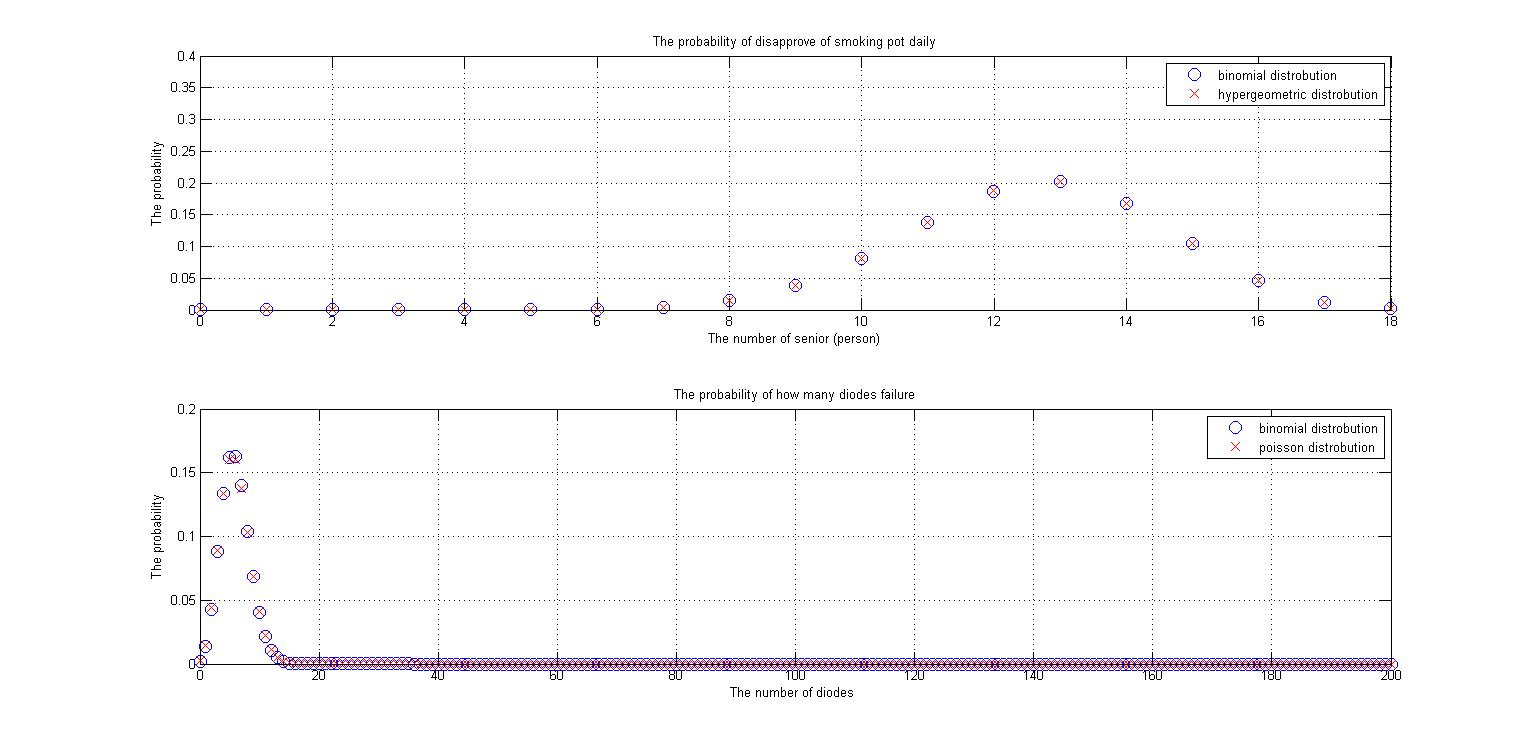 The probability of disapprove of smoking pot daily
0.4
0.35
0.3
0.25
0.2
0.15
0.1
0.05
0
The probability
binomial distrobution
hypergeometric distrobution
0 2 4 6 8 10 12 14 16 18
The number of senior (person)
The probability of how many diodes failure
0.2
0.15
0.1
0.05
0
The probability
binomial distrobution
poisson distrobution
0 20 40 60 80 100 120 140 160 180 200
The number of diodes